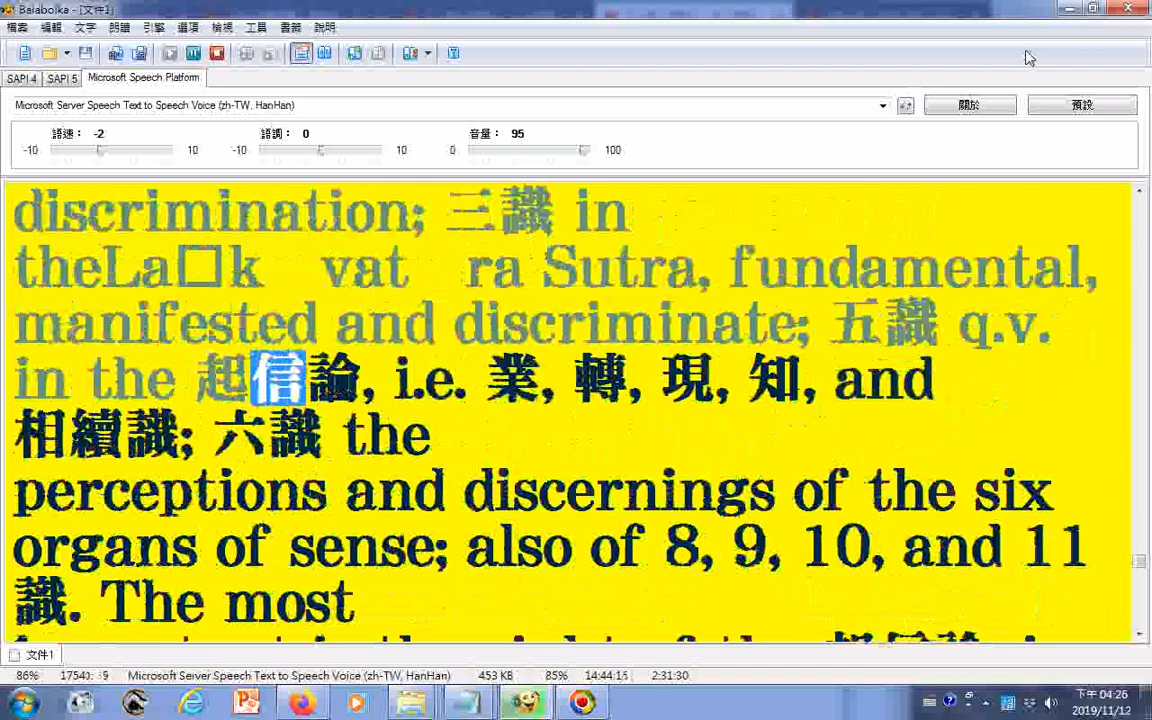 Balabolka - [文件1]
檔案 編輯 文字 朗讀 引擎 選項 檢視 工具 書籤 說明
SAPI 4 SAPI 5 Microsoft Speech Platform
Microsoft Server Speech Text to Speech Voice (zh-TW, HanHan) 關於 預設
語速： -2 語調： 0 音量： 95
-10 10 -10 10 0 100
discrimination; 三識 in
theLa□k vat ra Sutra, fundamental,
manifested and discriminate; 五識 q.v.
in the 起信論, i.e. 業, 轉, 現, 知, and
相續識; 六識 the
perceptions and discernings of the six
organs of sense; also of 8, 9, 10, and 11
識. The most
文件1
86% Microsoft Server Speech Text to Speech Voice (zh-TW, HanHan) 453 KB 85% 14:44:15 2:31:30
下午 04:26
2019/11/12